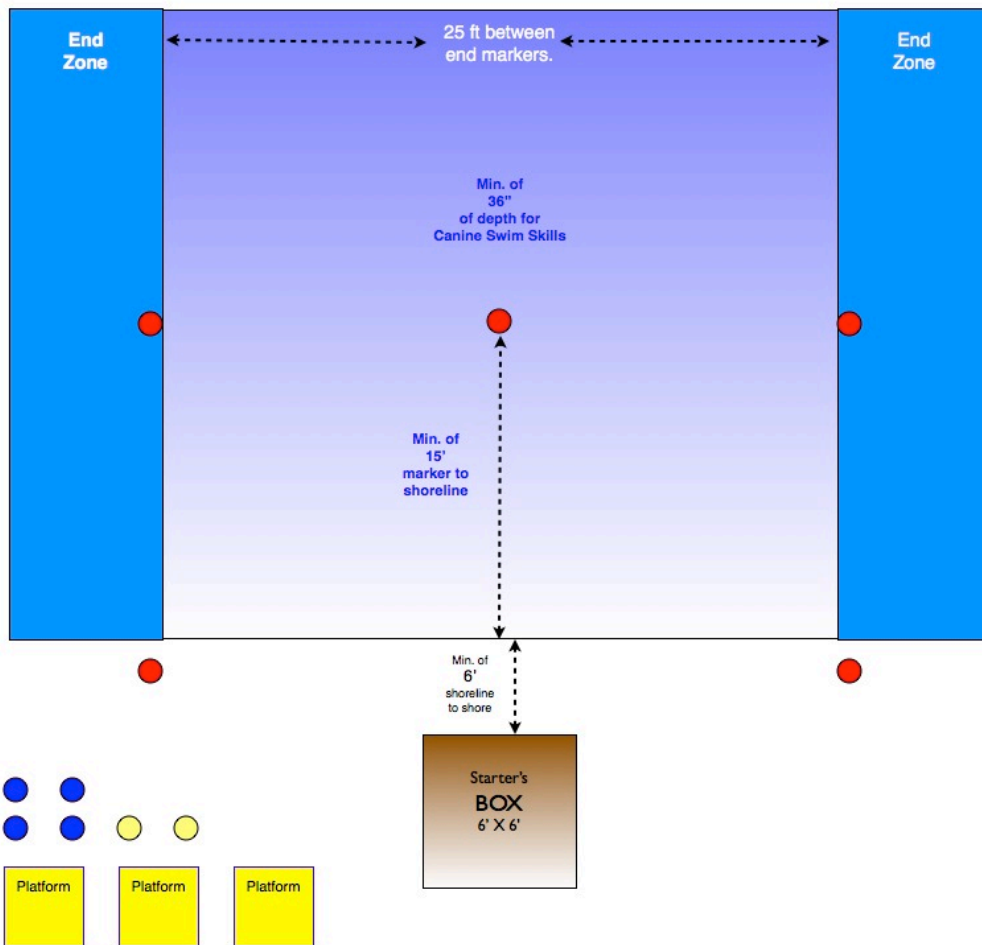 End
Zone
25 ft between
end markers.
End
Zone
Min. of
36"
of depth for
Canine Swim Skills
Min. of
15'
marker to
shoreline
Min. of
6'
shoreline
to shore
Starter's
BOX
6' X 6'
Platform
Platform
Platform